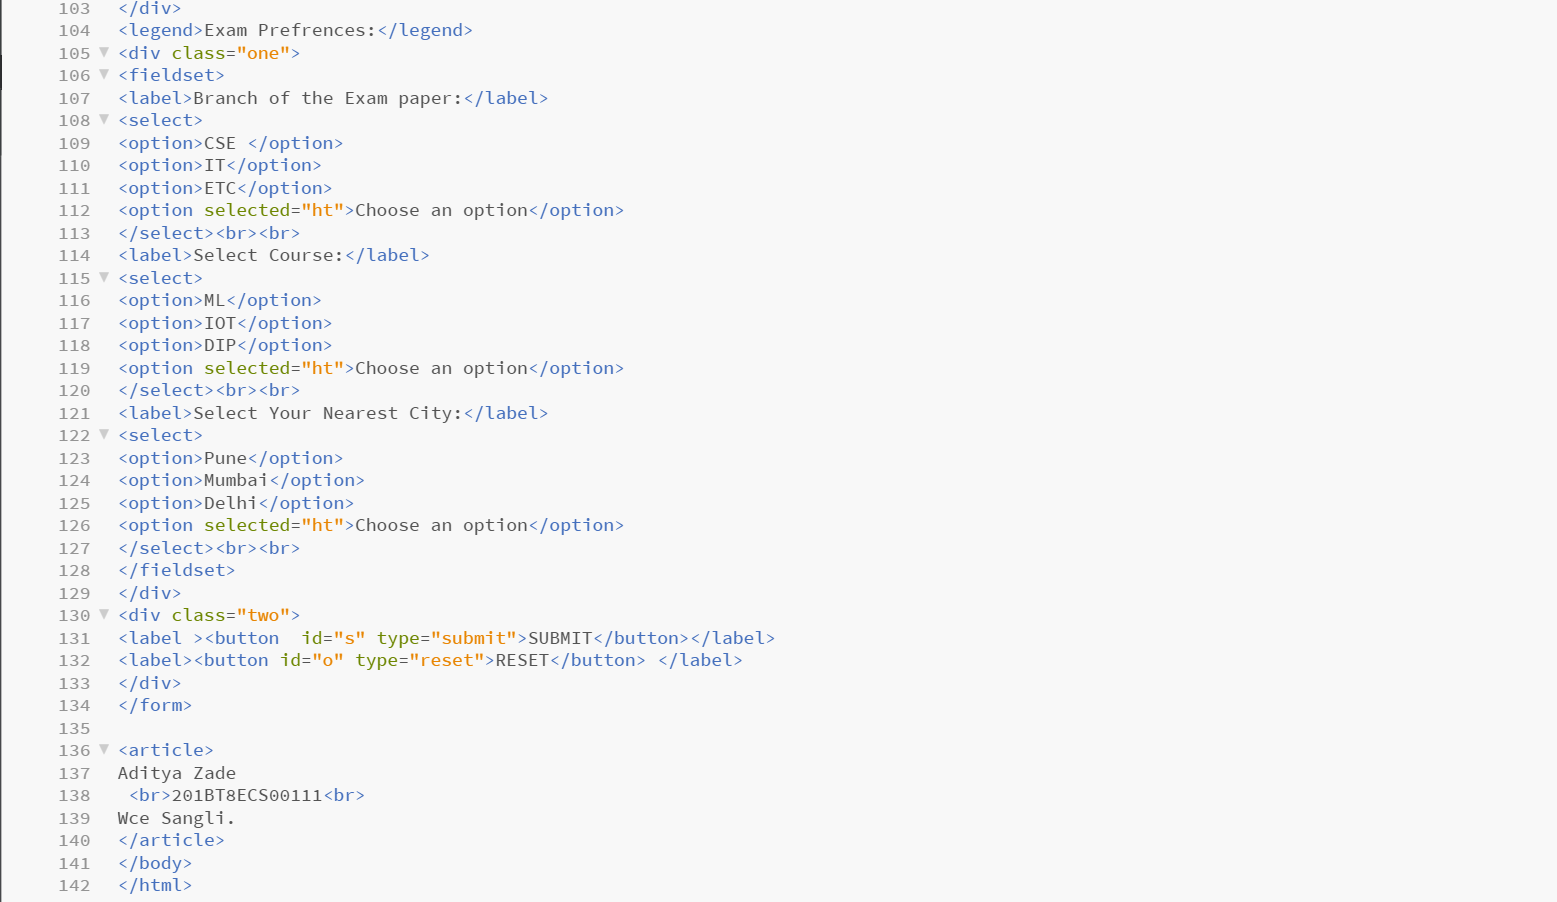 103 </div>
104 <legend>Exam Prefrences:</legend>
105 <div class="one">
106 <fieldset>
107 <label>Branch of the Exam paper:</label>
108 <select>
109 <option>CSE </option>
110 <option>IT</option>
111 <option>ETC</option>
112 <option selected="ht">Choose an option</option>
113 </select><br><br>
114 <label>Select Course:</label>
115 <select>
116 <option>ML</option>
117 <option>IOT</option>
118 <option>DIP</option>
119 <option selected="ht">Choose an option</option>
120 </select><br><br>
121 <label>Select Your Nearest City:</label>
122 <select>
123 <option>Pune</option>
124 <option>Mumbai</option>
125 <option>Delhi</option>
126 <option selected="ht">Choose an option</option>
127 </select><br><br>
128 </fieldset>
129 </div>
130 <div class="two">
131 <label ><button  id="s" type="submit">SUBMIT</button></label>
132 <label><button id="o" type="reset">RESET</button> </label>
133 </div>
134 </form>
135
136 <article>
137 Aditya Zade
138  <br>201BT8ECS00111<br>
139 Wce Sangli.
140 </article>
141 </body>
142 </html>